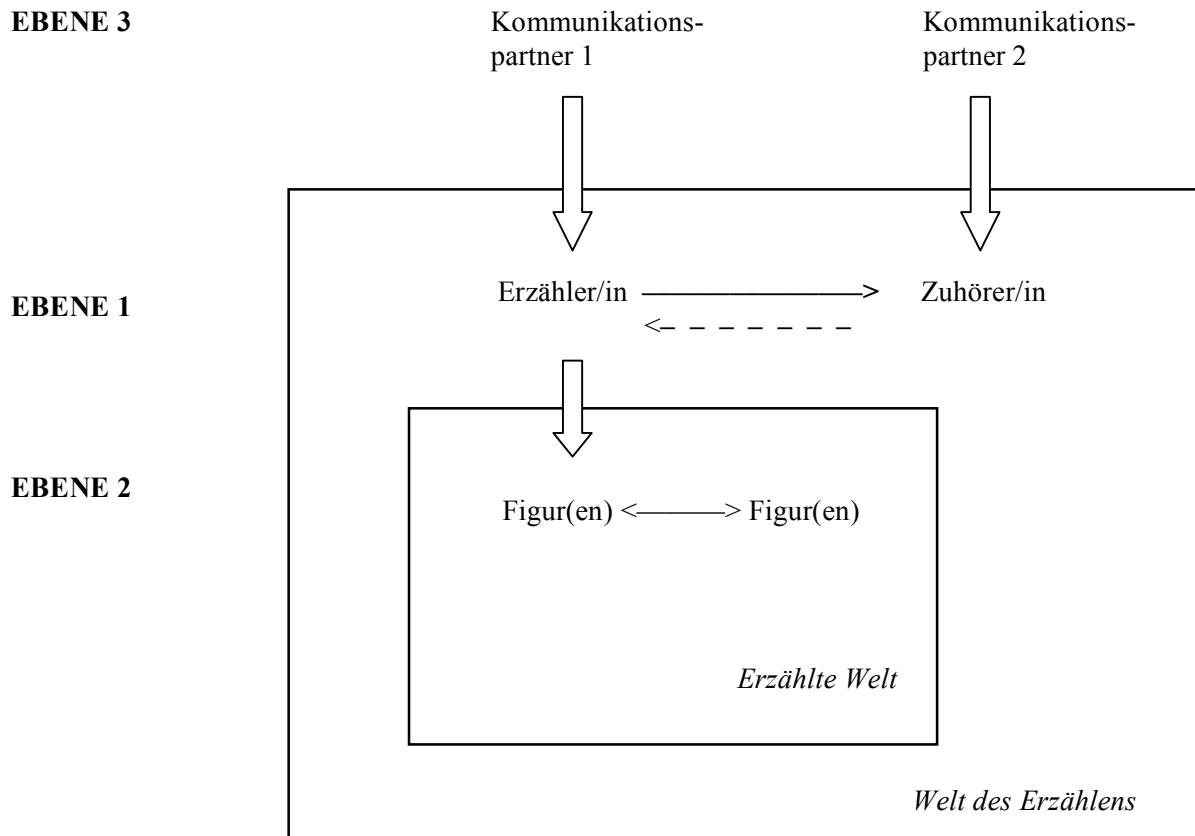 EBENE 3
Kommunikations-
partner 1
Kommunikations-
partner 2
EBENE 1
Erzähler/in ————————> Zuhörer/in
<– – – – – – –
EBENE 2
Figur(en) <————> Figur(en)
Erzählte Welt
Welt des Erzählens